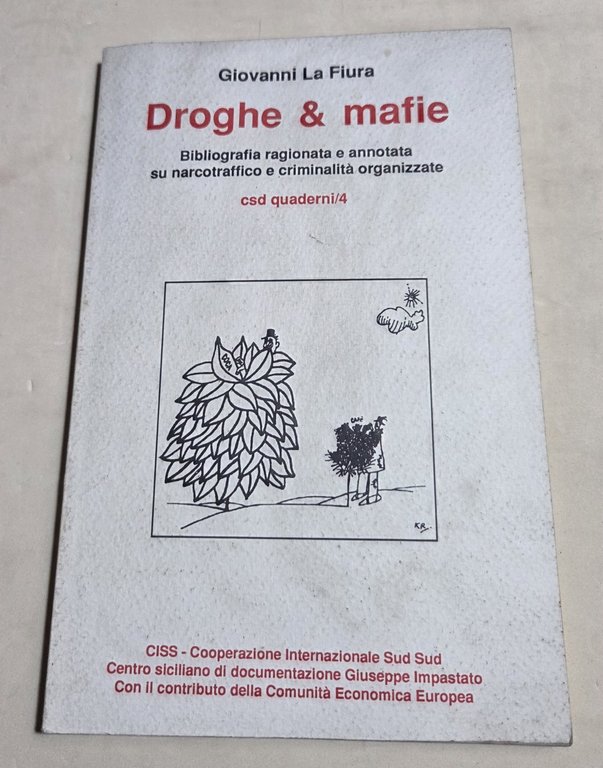 Giovanni La Fiura
Droghe & mafie
Bibliografia ragionata e annotata
su narcotraffico e criminalità organizzate
csd quaderni/4
KR.
CISS - Cooperazione Internazionale Sud Sud
Centro siciliano di documentazione Giuseppe Impastato
Con il contributo della Comunità Economica Europea